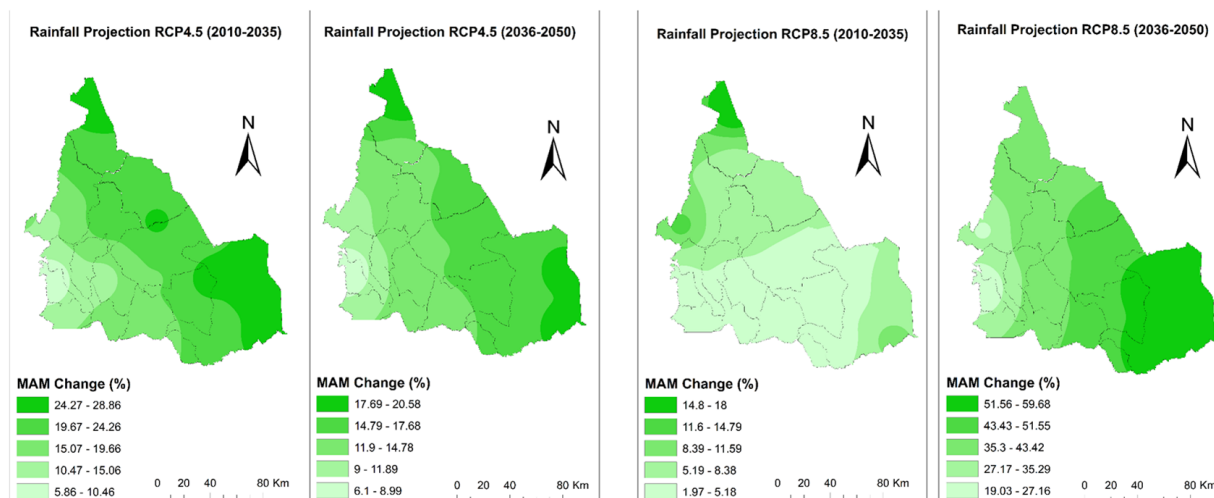 Rainfall Projection RCP4.5 (2010-2035)
N
MAM Change (%)
24.27 - 28.86
19.67 - 24.26
15.07 - 19.66
10.47 - 15.06
5.86 - 10.46
0 20 40 80 Km
Rainfall Projection RCP4.5 (2036-2050)
N
MAM Change (%)
17.69 - 20.58
14.79 - 17.68
11.9 - 14.78
9 - 11.89
6.1 - 8.99
0 20 40 80 Km
Rainfall Projection RCP8.5 (2010-2035)
N
MAM Change (%)
14.8 - 18
11.6 - 14.79
8.39 - 11.59
5.19 - 8.38
1.97 - 5.18
0 20 40 80 Km
Rainfall Projection RCP8.5 (2036-2050)
N
MAM Change (%)
51.56 - 59.68
43.43 - 51.55
35.3 - 43.42
27.17 - 35.29
19.03 - 27.16
0 20 40 80 Km